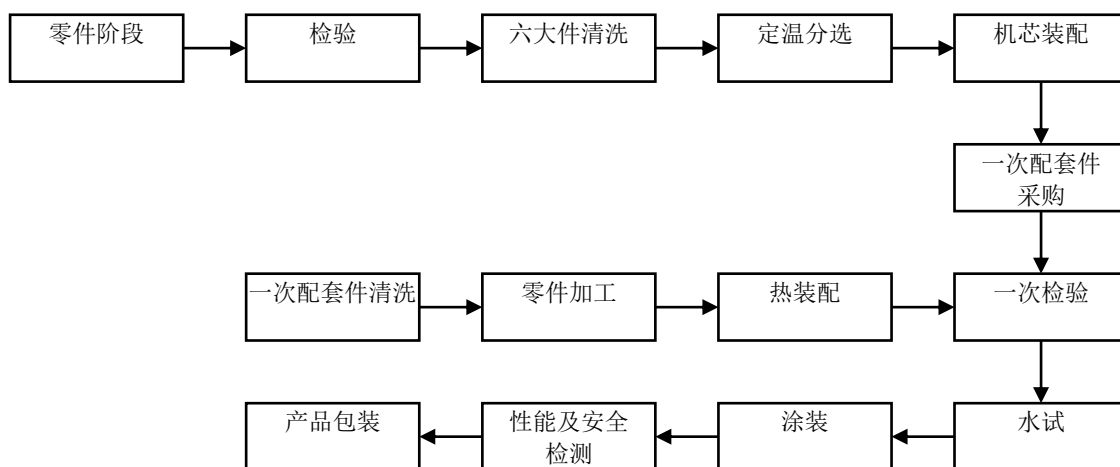 零件阶段
检验
六大件清洗
定温分选
机芯装配
一次配套件
采购
一次配套件清洗
零件加工
热装配
一次检验
产品包装
性能及安全
检测
涂装
水试